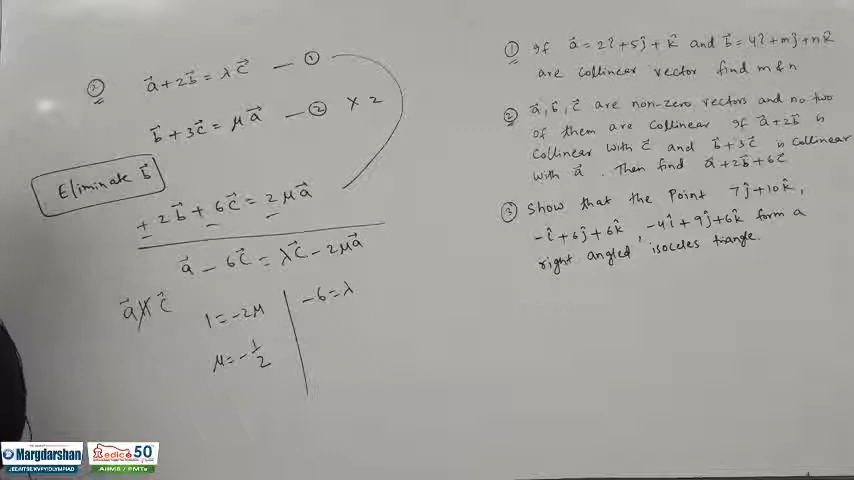 ② a⃗ + 2b⃗ = λc⃗ — ①
b⃗ + 3c⃗ = μa⃗ — ② × 2
Eliminate b⃗
+ 2b⃗ + 6c⃗ = 2μa⃗
a⃗ − 6c⃗ = λc⃗ − 2μa⃗
a⃗ ∦ c⃗
1 = −2μ
−6 = λ
μ = −1/2
① If a⃗ = 2î + 5ĵ + k̂ and b⃗ = 4î + mĵ + nk̂
are collinear vector find m & n
② a⃗, b⃗, c⃗ are non-zero vectors and no two
of them are collinear If a⃗ + 2b⃗ is
collinear with c⃗ and b⃗ + 3c⃗ is collinear
with a⃗. Then find a⃗ + 2b⃗ + 6c⃗
③ Show that the Point 7ĵ + 10k̂,
−î + 6ĵ + 6k̂, −4î + 9ĵ + 6k̂ form a
right angled isoceles triangle.
Margdarshan
JEE/NTSE/KVPY/OLYMPIAD
Medico 50
AIIMS / PMTs